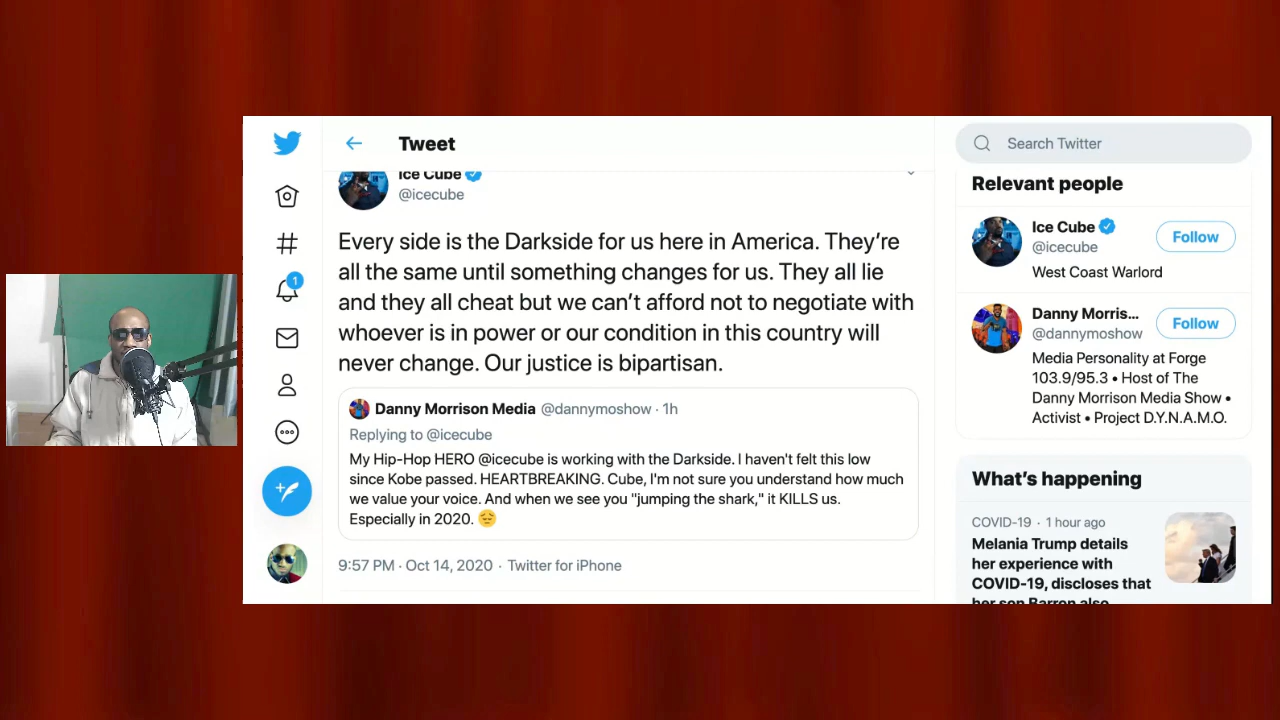 Tweet
Search Twitter
Ice Cube
@icecube
Every side is the Darkside for us here in America. They’re
all the same until something changes for us. They all lie
and they all cheat but we can’t afford not to negotiate with
whoever is in power or our condition in this country will
never change. Our justice is bipartisan.
Danny Morrison Media @dannymoshow · 1h
Replying to @icecube
My Hip-Hop HERO @icecube is working with the Darkside. I haven't felt this low
since Kobe passed. HEARTBREAKING. Cube, I'm not sure you understand how much
we value your voice. And when we see you "jumping the shark," it KILLS us.
Especially in 2020. 😔
9:57 PM · Oct 14, 2020 · Twitter for iPhone
1
Relevant people
Ice Cube
@icecube
Follow
West Coast Warlord
Danny Morris...
@dannymoshow
Follow
Media Personality at Forge
103.9/95.3 • Host of The
Danny Morrison Media Show •
Activist • Project D.Y.N.A.M.O.
What’s happening
COVID-19 · 1 hour ago
Melania Trump details
her experience with
COVID-19, discloses that
her son Barron also